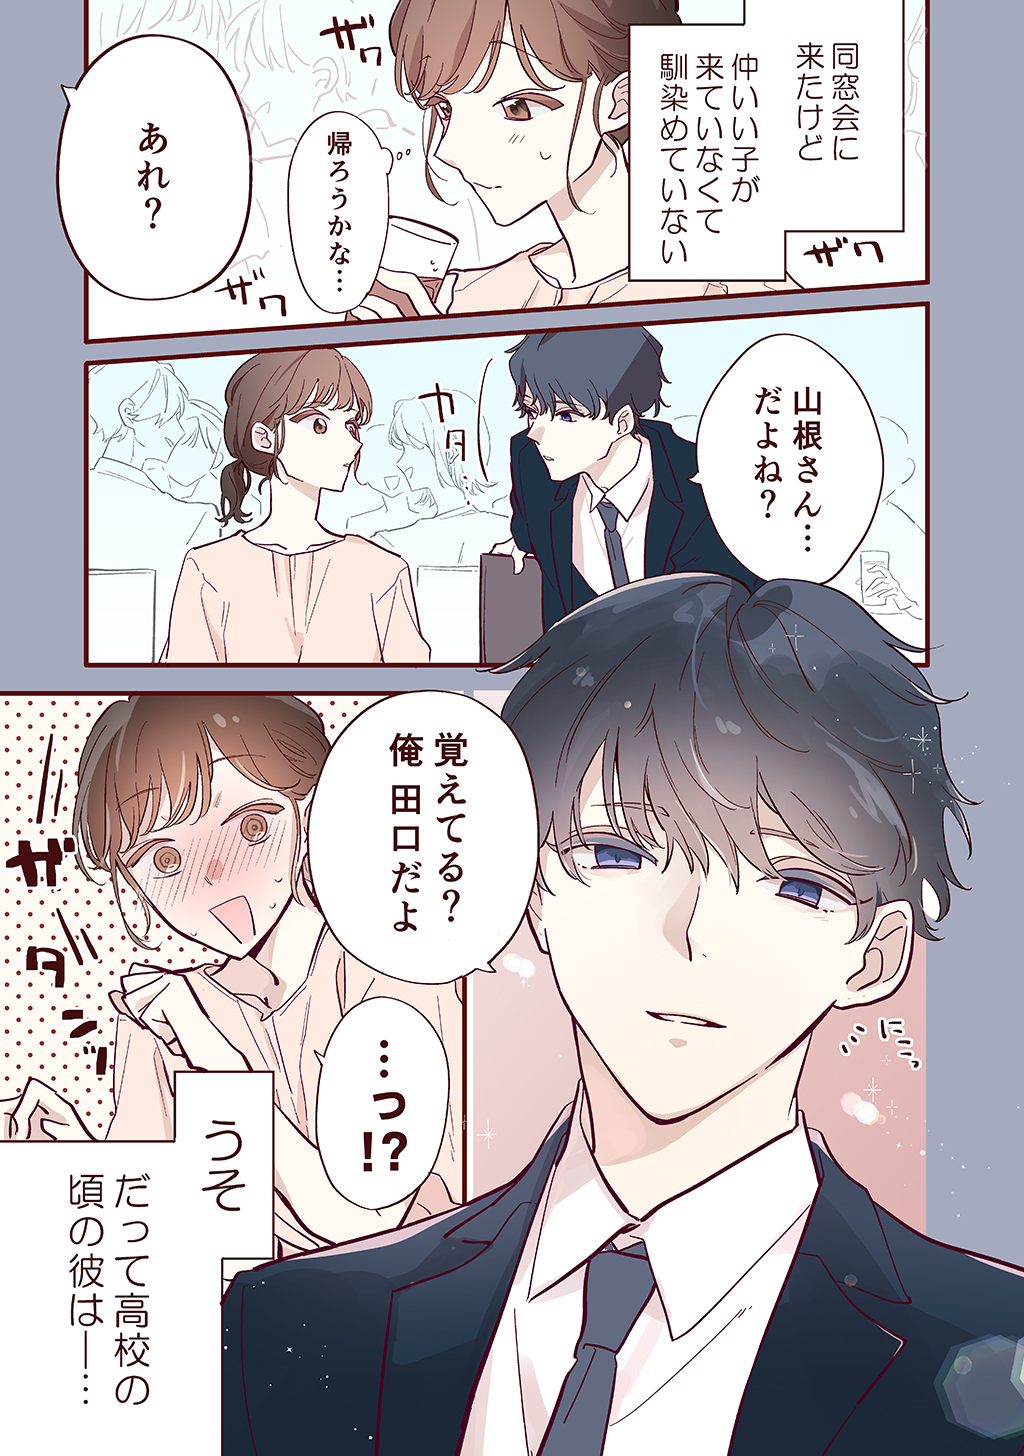 同窓会に
来たけど
仲いい子が
来ていなくて
馴染めていない
ザワ
ザワ
帰ろうかな…
ザワ
あれ？
山根さん…
だよね？
カタ…
覚えてる？
俺 田口だよ
にこっ
…っ
!?
ザ
ダンッ
うそ
だって高校の
頃の彼は―…